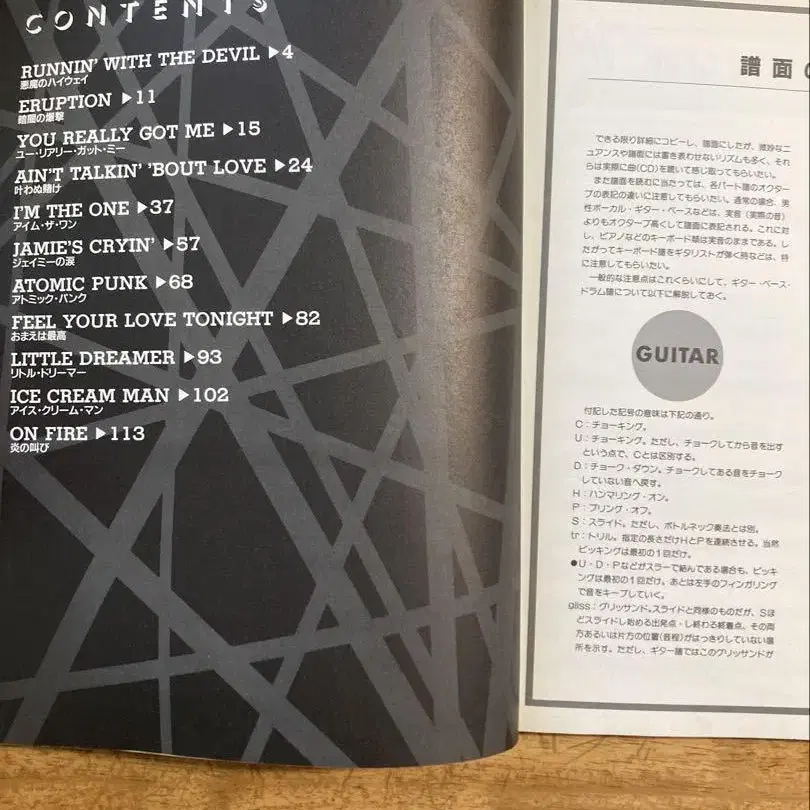 CONTENTS
RUNNIN' WITH THE DEVIL ▶4
悪魔のハイウェイ
ERUPTION ▶11
暗闇の爆撃
YOU REALLY GOT ME ▶15
ユー・リアリー・ガット・ミー
AIN'T TALKIN' 'BOUT LOVE ▶24
叶わぬ賭け
I'M THE ONE ▶37
アイム・ザ・ワン
JAMIE'S CRYIN' ▶57
ジェイミーの涙
ATOMIC PUNK ▶68
アトミック・パンク
FEEL YOUR LOVE TONIGHT ▶82
おまえは最高
LITTLE DREAMER ▶93
リトル・ドリーマー
ICE CREAM MAN ▶102
アイス・クリーム・マン
ON FIRE ▶113
炎の叫び
譜面の
できる限り詳細にコピーし、譜面にしたが、微妙なニ
ュアンスや譜面には書き表わせないリズムも多く、それ
らは実際に曲(CD)を聴いて感じ取ってもらいたい。
また譜面を読むに当たっては、各パート譜のオクター
ブの表記の違いに注意してもらいたい。通常の場合、男
性ボーカル・ギター・ベースなどは、実音(実際の音)
よりもオクターブ高くして譜面に表記される。これに対
し、ピアノなどのキーボード類は実音のままである。し
たがってキーボード譜をギタリストが弾く時などは、特
に注意してもらいたい。
一般的な注意点はこれくらいにして、ギター・ベース・
ドラム譜について以下に解説しておく。
GUITAR
付記した記号の意味は下記の通り。
C:チョーキング。
U:チョーキング。ただし、チョークしてから音を出す
という点で、Cとは区別する。
D:チョーク・ダウン。チョークしてある音をチョーク
していない音へ戻す。
H:ハンマリング・オン。
P:プリング・オフ。
S:スライド。ただし、ボトルネック奏法とは別。
tr:トリル。指定の長さだけHとPを連続させる。当然
ピッキングは最初の1回だけ。
●U・D・Pなどがスラーで結んである場合も、ピッキ
ングは最初の1回だけ。あとは左手のフィンガリング
で音をキープしていく。
gliss:グリッサンド。スライドと同様のものだが、Sほ
どスライドし始める出発点・し終わる終着点、その両
方あるいは片方の位置(音程)がはっきりしていない場
所を示す。ただし、ギター譜ではこのグリッサンドが